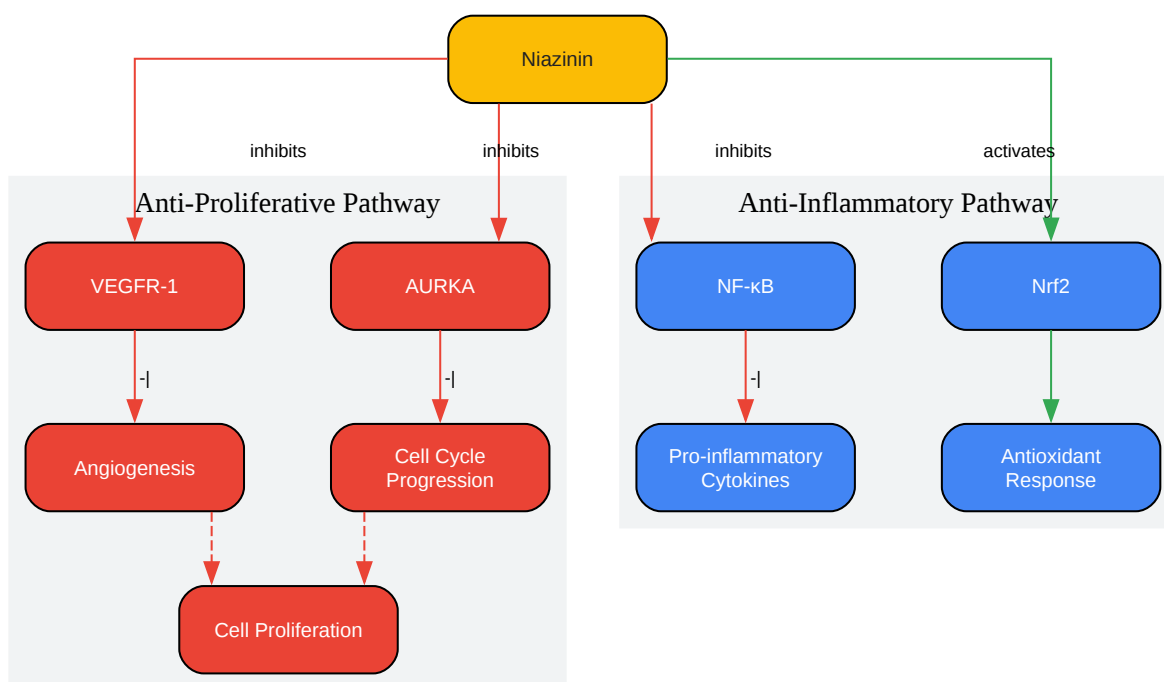 Niazinin
inhibits
inhibits
inhibits
activates
Anti-Proliferative Pathway
Anti-Inflammatory Pathway
VEGFR-1
AURKA
NF-κB
Nrf2
-|
-|
-|
Angiogenesis
Cell Cycle
Progression
Pro-inflammatory
Cytokines
Antioxidant
Response
Cell Proliferation